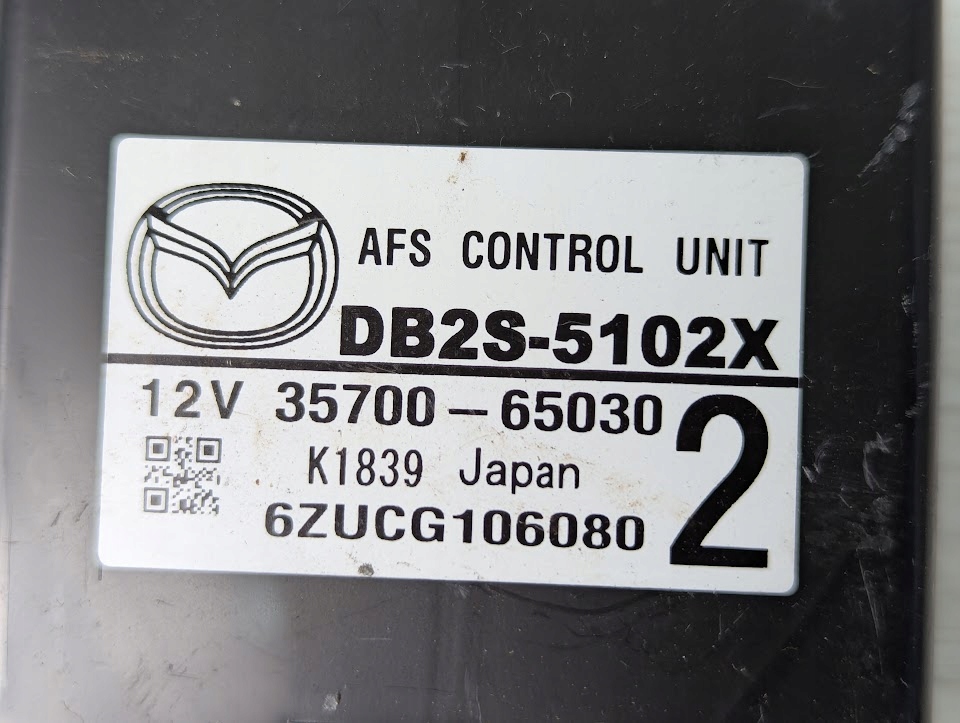 AFS CONTROL UNIT
DB2S-5102X
12V 35700-65030
K1839 Japan
6ZUCG106080
2